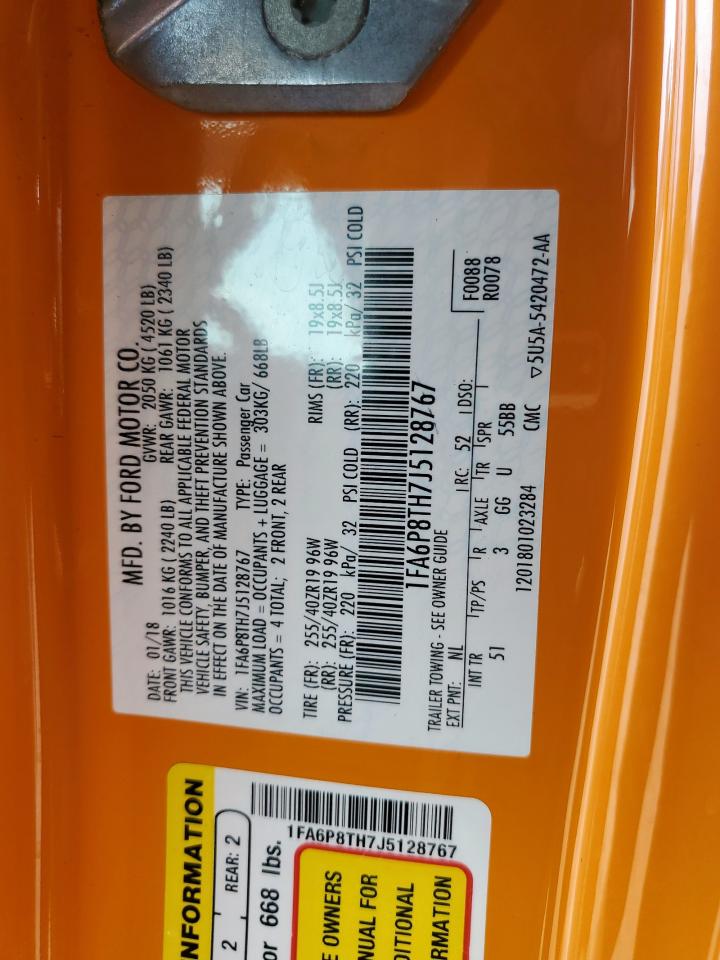 MFD. BY FORD MOTOR CO.
DATE: 01/18 GVWR: 2050 KG ( 4520 LB)
FRONT GAWR: 1016 KG ( 2240 LB) REAR GAWR: 1061 KG ( 2340 LB)
THIS VEHICLE CONFORMS TO ALL APPLICABLE FEDERAL MOTOR
VEHICLE SAFETY, BUMPER, AND THEFT PREVENTION STANDARDS
IN EFFECT ON THE DATE OF MANUFACTURE SHOWN ABOVE.
VIN: 1FA6P8TH7J5128767 TYPE: Passenger Car
MAXIMUM LOAD = OCCUPANTS + LUGGAGE = 303KG/ 668LB
OCCUPANTS = 4 TOTAL; 2 FRONT, 2 REAR
TIRE (FR): 255/40ZR19 96W RIMS (FR): 19x8.5J
(RR): 255/40ZR19 96W (RR): 19x8.5J
PRESSURE (FR): 220 kPa/ 32 PSI COLD (RR): 220 kPa/ 32 PSI COLD
1FA6P8TH7J5128767
TRAILER TOWING - SEE OWNER GUIDE
EXT PNT: NL RC: 52 DSO: F0088
R0078
INT TR TP/PS R AXLE TR SPR
51 3 GG U 55BB
1201801023284 CMC ▽5U5A-5420472-AA
INFORMATION
2 REAR: 2
or 668 lbs.
1FA6P8TH7J5128767
E OWNERS
NUAL FOR
DITIONAL
RMATION